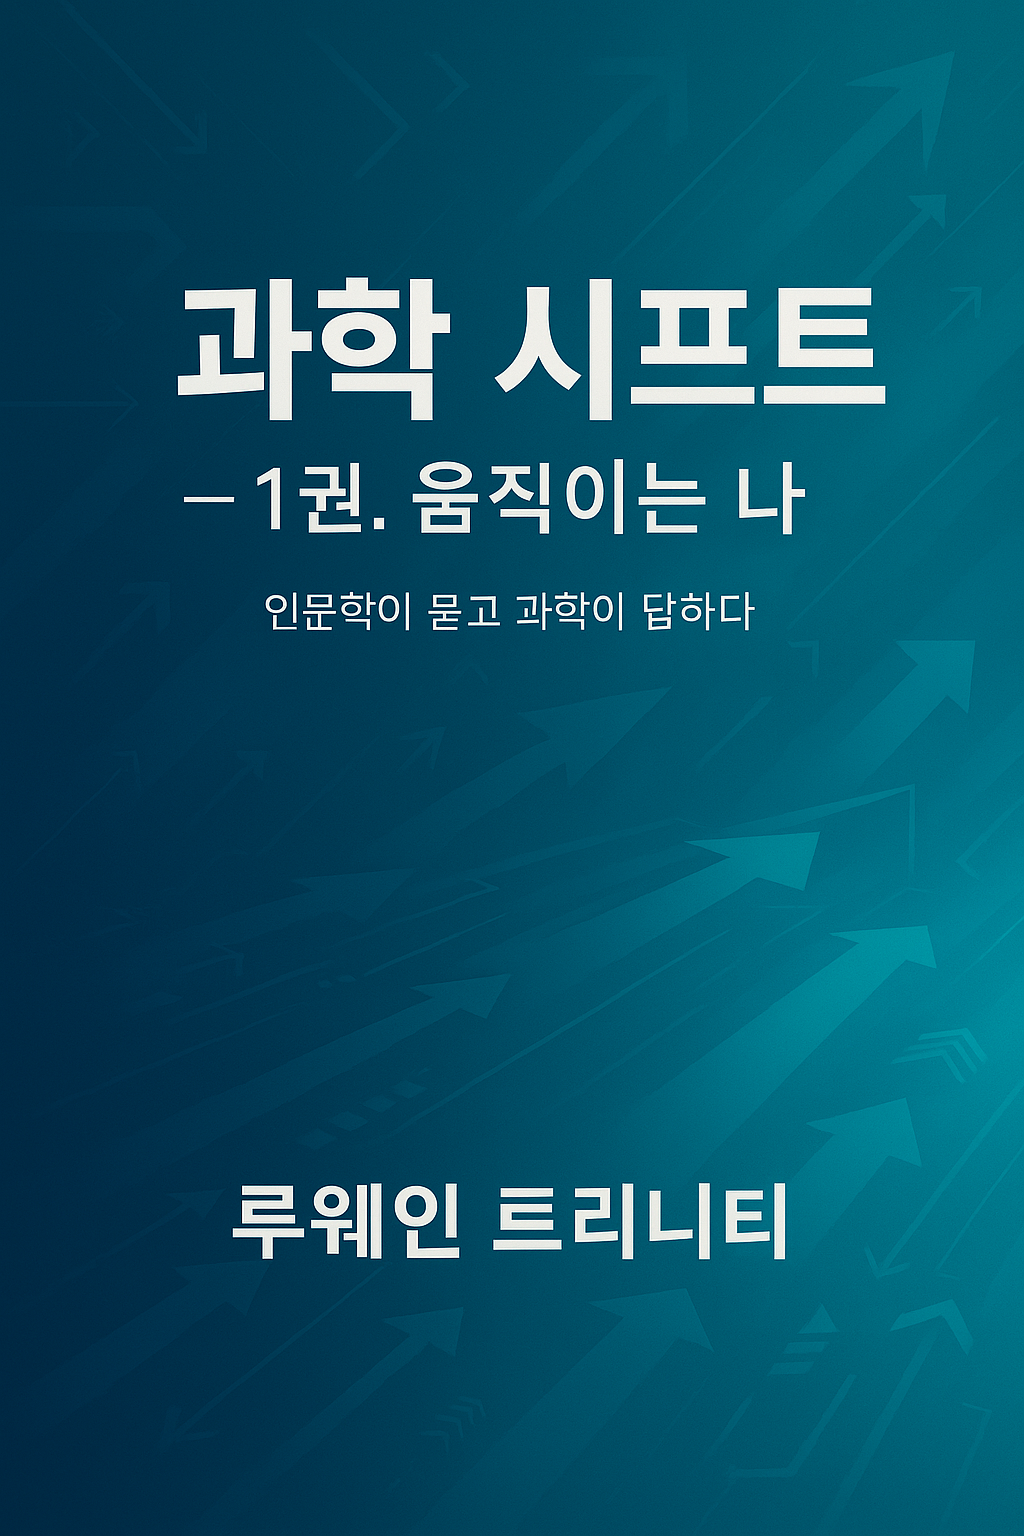 과학 시프트
– 1권. 움직이는 나
인문학이 묻고 과학이 답하다
루웨인 트리니티